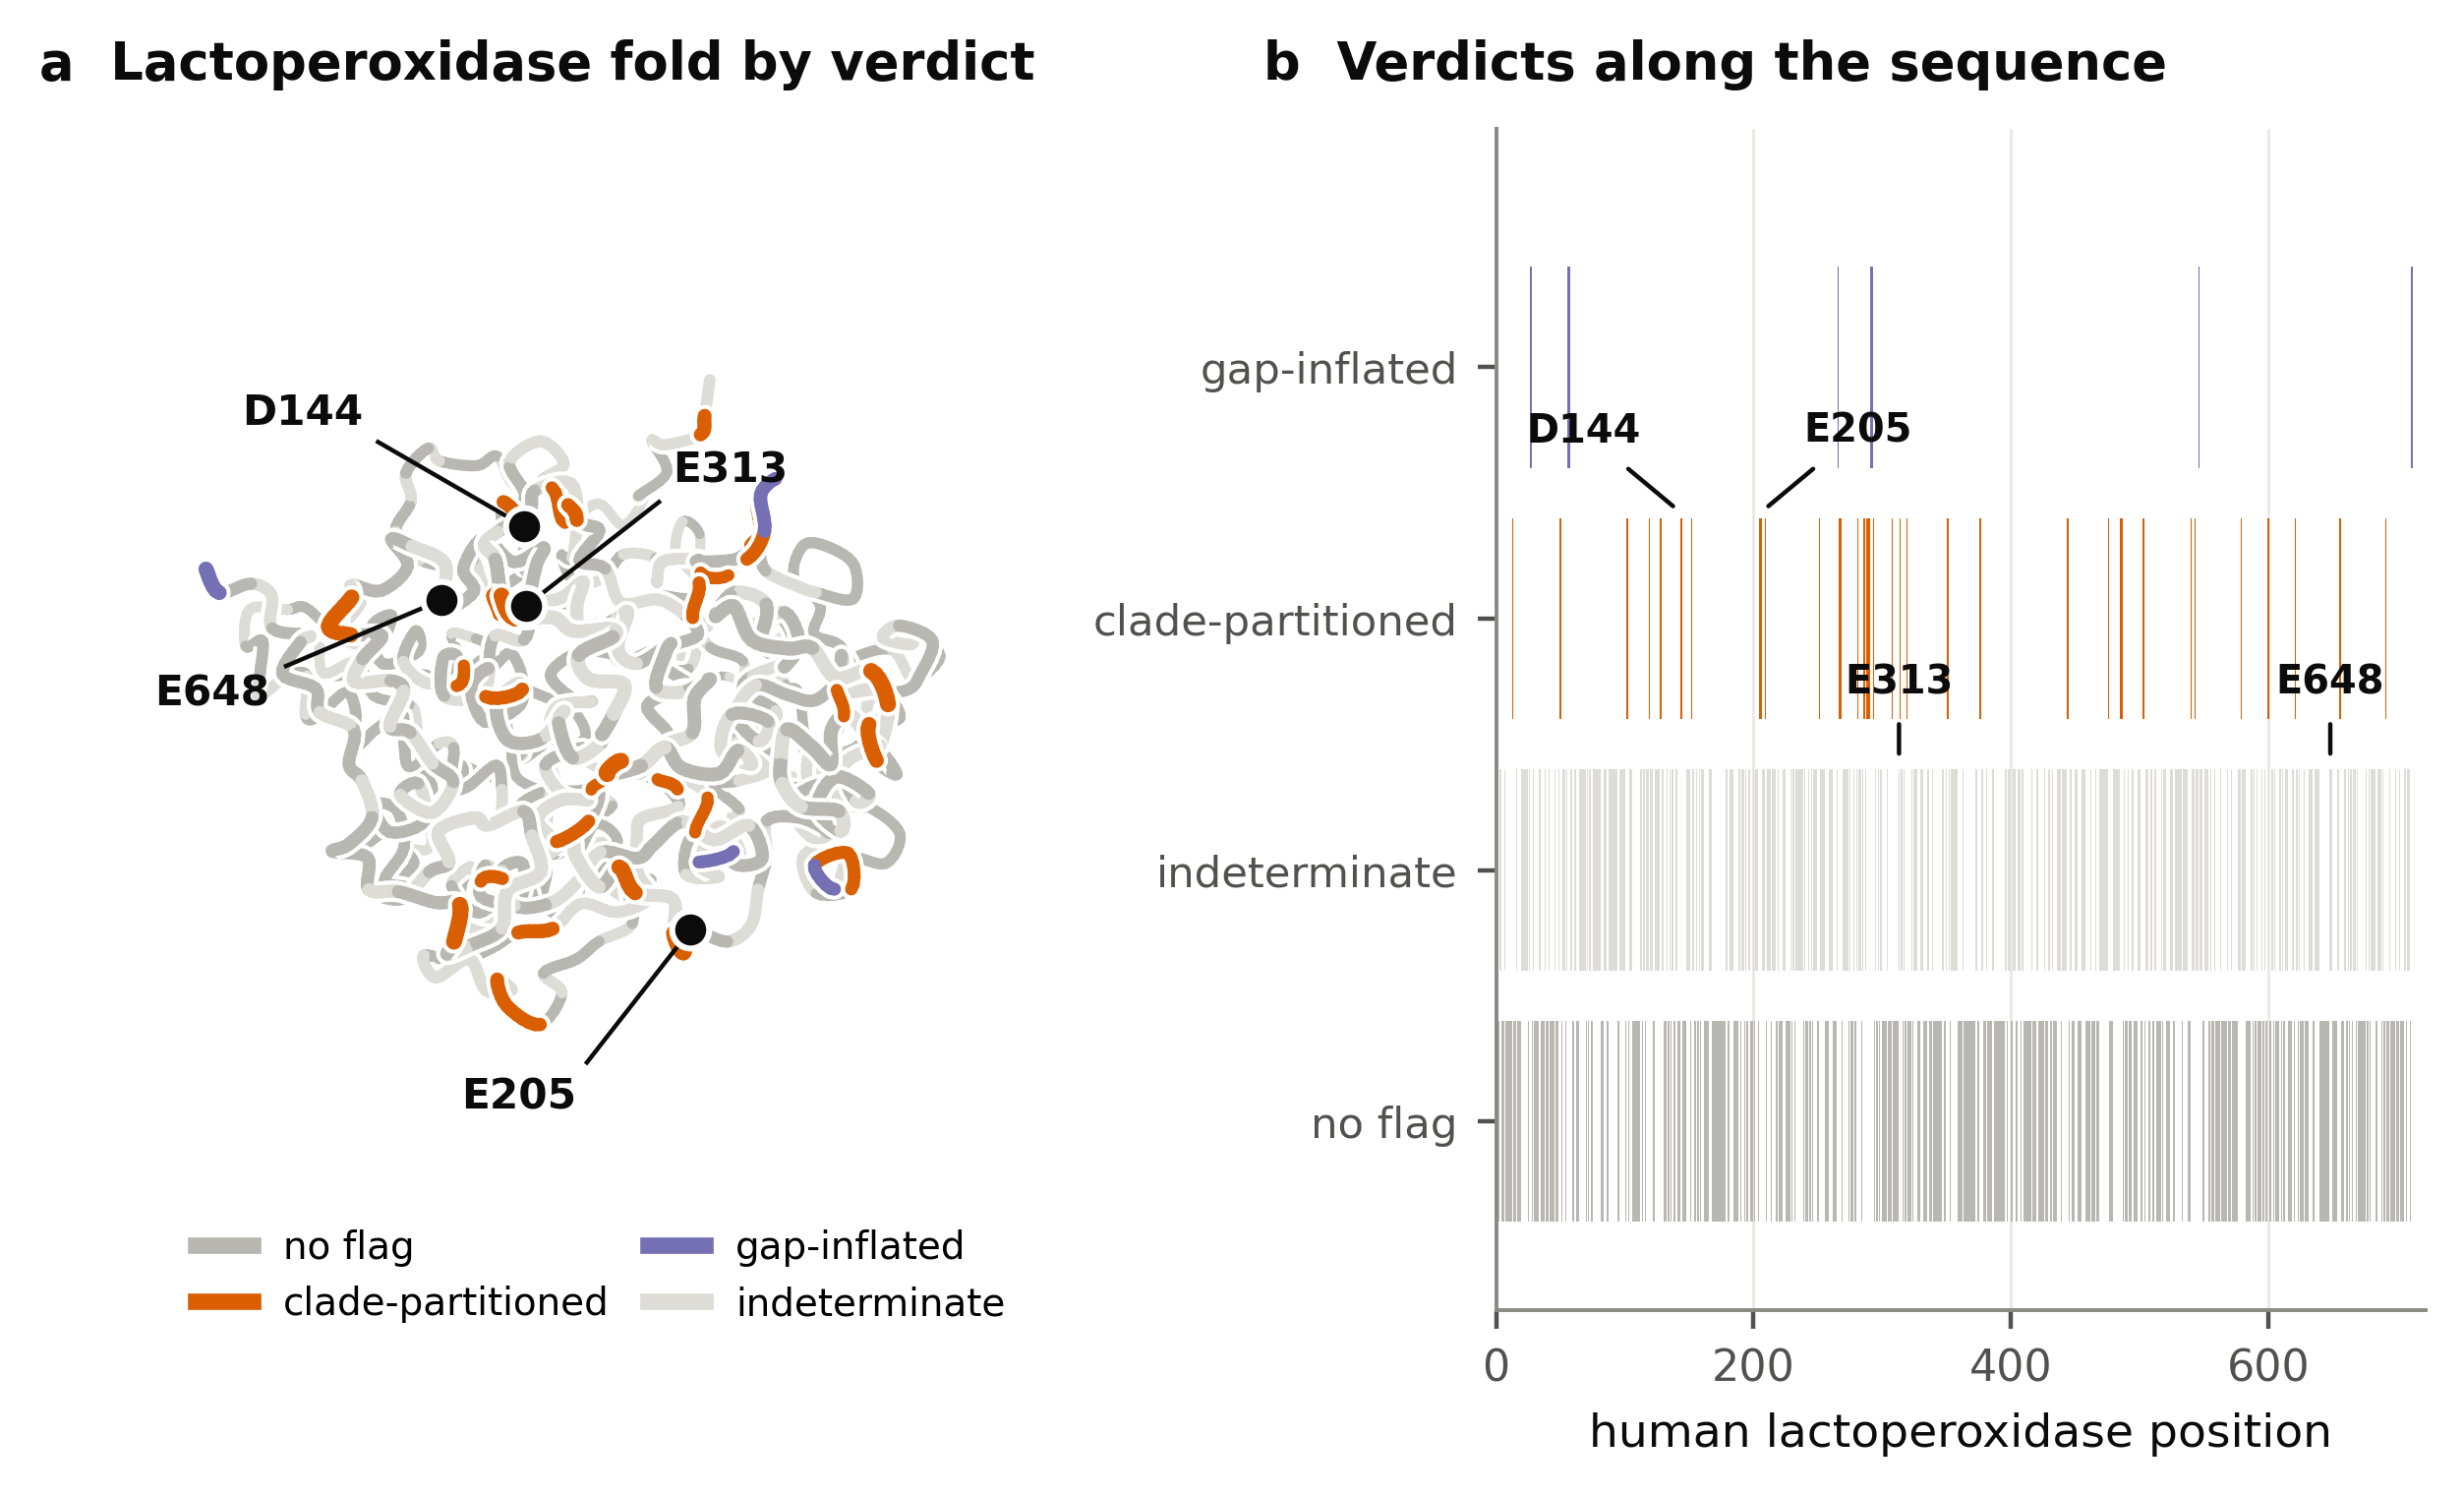 a Lactoperoxidase fold by verdict
D144
E313
E648
E205
no flag
clade-partitioned
gap-inflated
indeterminate
b Verdicts along the sequence
gap-inflated
D144
E205
clade-partitioned
E313
E648
indeterminate
no flag
0 200 400 600
human lactoperoxidase position